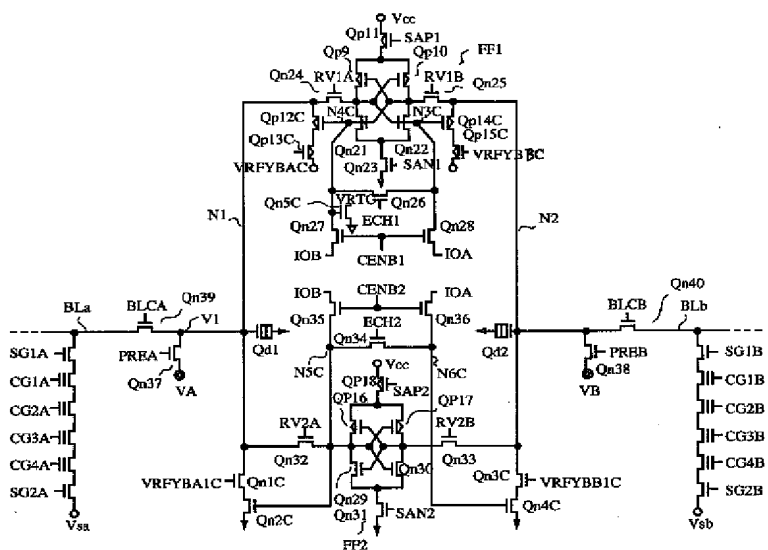 Vcc
Qp11 SAP1
Qp9 Qp10 FF1
Qn24 RV1A RV1B Qn25
Qp12C N4C N3C Qp14C
Qp13C Qn21 Qn22 Qp15C
VRFYBAC Qn23 SAN1 VRFYBBC
Qn5C VRTC Qn26
N1 ECH1 N2
Qn27 Qn28
IOB CENB1 IOA
IOB CENB2 IOA
BLCA Qn39 BLCB Qn40
BLa V1 Qn35 ECH2 Qn36 BLb
Qn34
SG1A PREA Qd1 Qd2 PREB SG1B
Qn37 VA N5C Vcc N6C VB Qn38
CG1A QP18 SAP2 CG1B
CG2A QP16 QP17 CG2B
CG3A RV2A RV2B CG3B
CG4A Qn32 Qn30 Qn33 CG4B
VRFYBA1C Qn1C Qn29 Qn3C VRFYBB1C
SG2A Qn2C Qn31 SAN2 Qn4C SG2B
Vsa FF2 Vsb